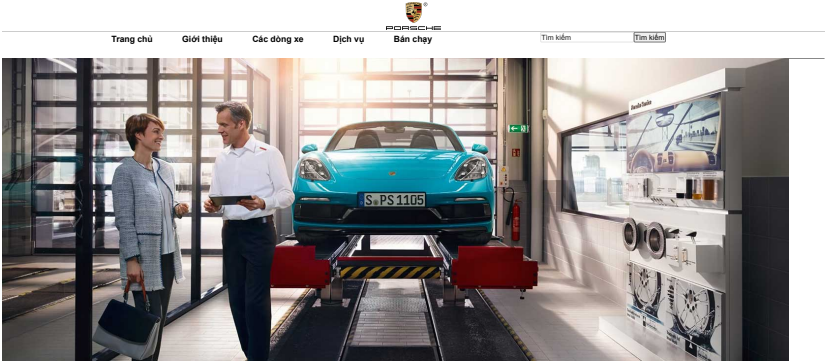 PORSCHE
Trang chủ Giới thiệu Các dòng xe Dịch vụ Bán chạy Tìm kiếm Tìm kiếm
S PS 1105